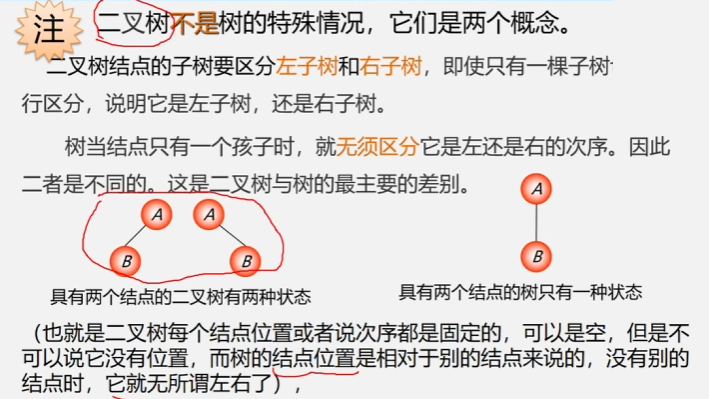 注
二叉树不是树的特殊情况，它们是两个概念。
二叉树结点的子树要区分左子树和右子树，即使只有一棵子树
行区分，说明它是左子树，还是右子树。
树当结点只有一个孩子时，就无须区分它是左还是右的次序。因此
二者是不同的。这是二叉树与树的最主要的差别。
A A
B B
A
B
具有两个结点的二叉树有两种状态
具有两个结点的树只有一种状态
（也就是二叉树每个结点位置或者说次序都是固定的，可以是空，但是不
可以说它没有位置，而树的结点位置是相对于别的结点来说的，没有别的
结点时，它就无所谓左右了），